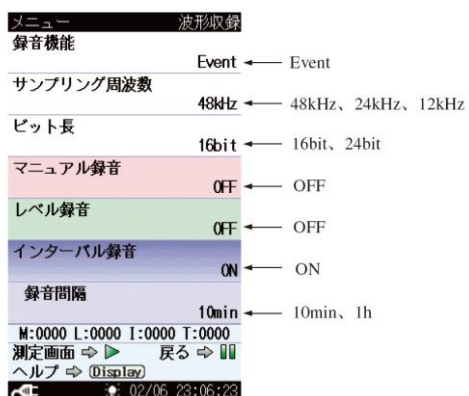 メニュー 波形収録
録音機能
Event ← Event
サンプリング周波数
48kHz ← 48kHz、24kHz、12kHz
ビット長
16bit ← 16bit、24bit
マニュアル録音
OFF ← OFF
レベル録音
OFF ← OFF
インターバル録音
ON ← ON
録音間隔
10min ← 10min、1h
M:0000 L:0000 I:0000 T:0000
測定画面 ⇨ ▶ 戻る ⇨ ▮▮
ヘルプ ⇨ Display
02/06 23:06:23